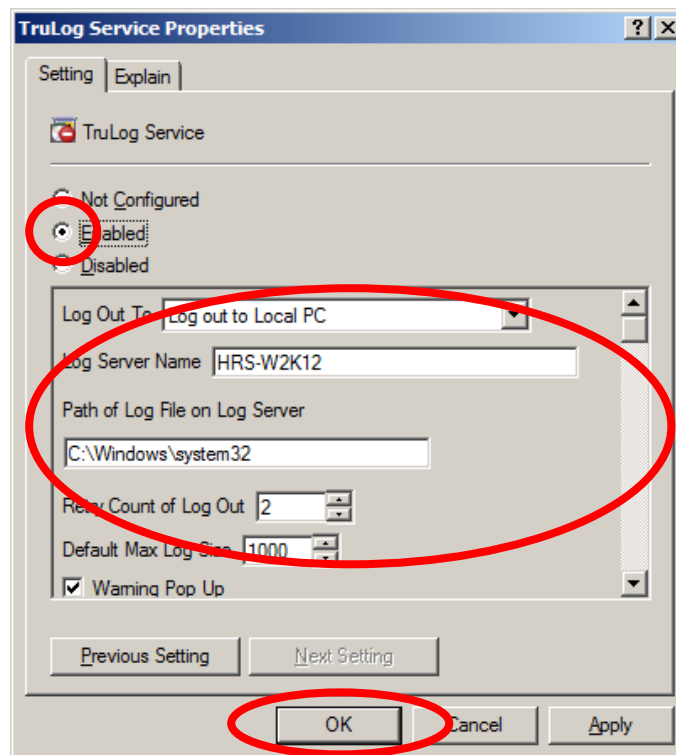 TruLog Service Properties
Setting Explain
TruLog Service
Not Configured
Enabled
Disabled
Log Out To Log out to Local PC
Log Server Name HRS-W2K12
Path of Log File on Log Server
C:\Windows\system32
Retry Count of Log Out 2
Default Max Log Size 1000
Warning Pop Up
Previous Setting Next Setting
OK Cancel Apply